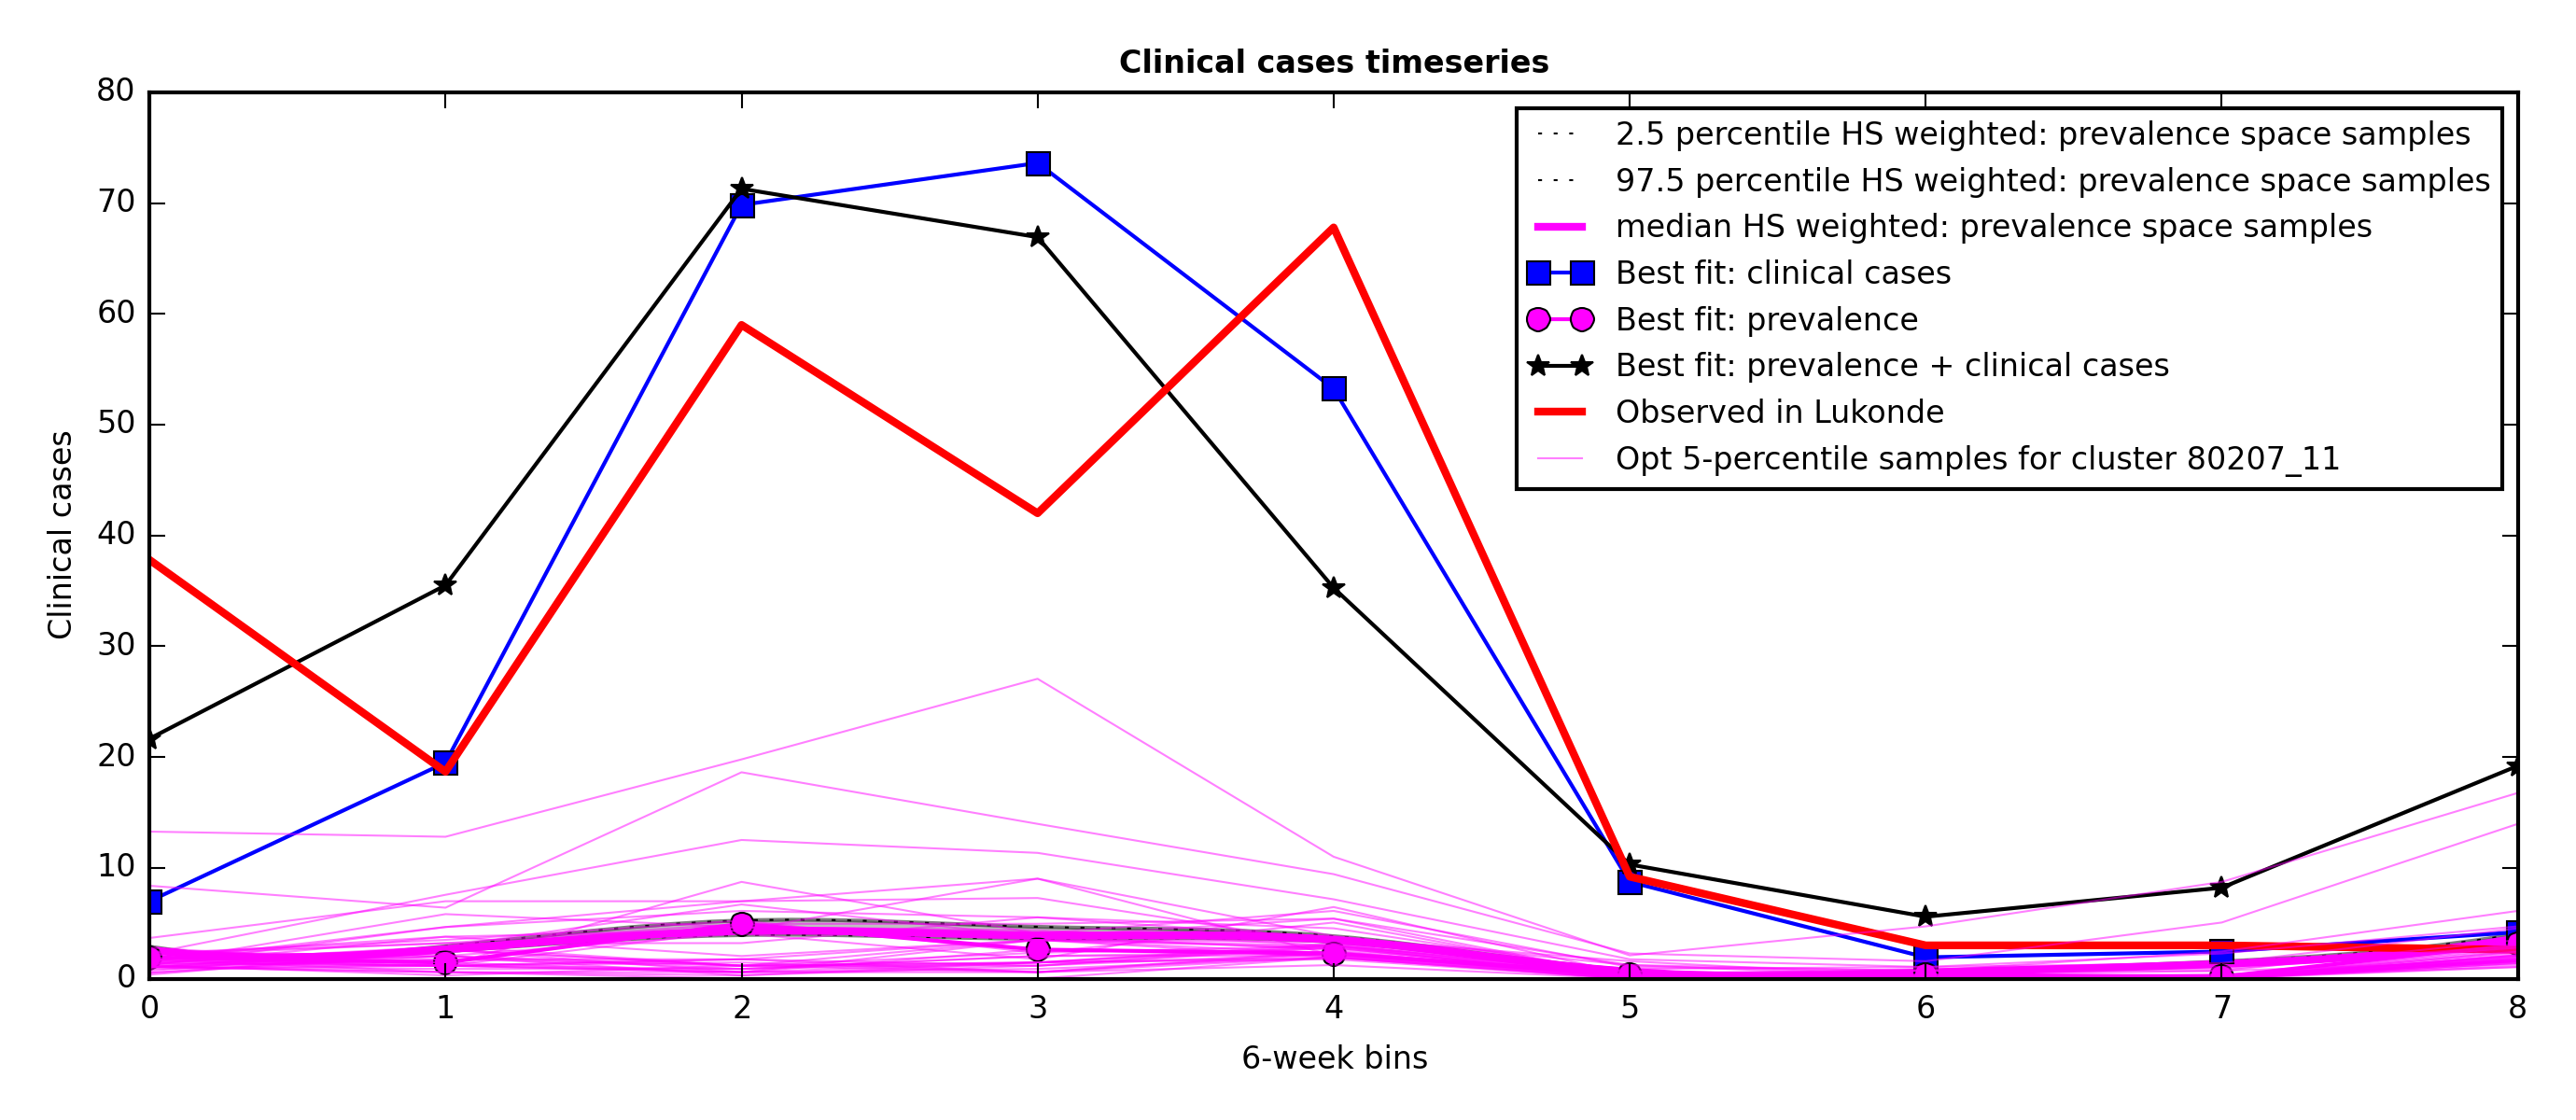 Clinical cases timeseries
80
70
60
50
40
30
20
10
0
Clinical cases
2.5 percentile HS weighted: prevalence space samples
97.5 percentile HS weighted: prevalence space samples
median HS weighted: prevalence space samples
Best fit: clinical cases
Best fit: prevalence
Best fit: prevalence + clinical cases
Observed in Lukonde
Opt 5-percentile samples for cluster 80207_11
0 1 2 3 4 5 6 7 8
6-week bins